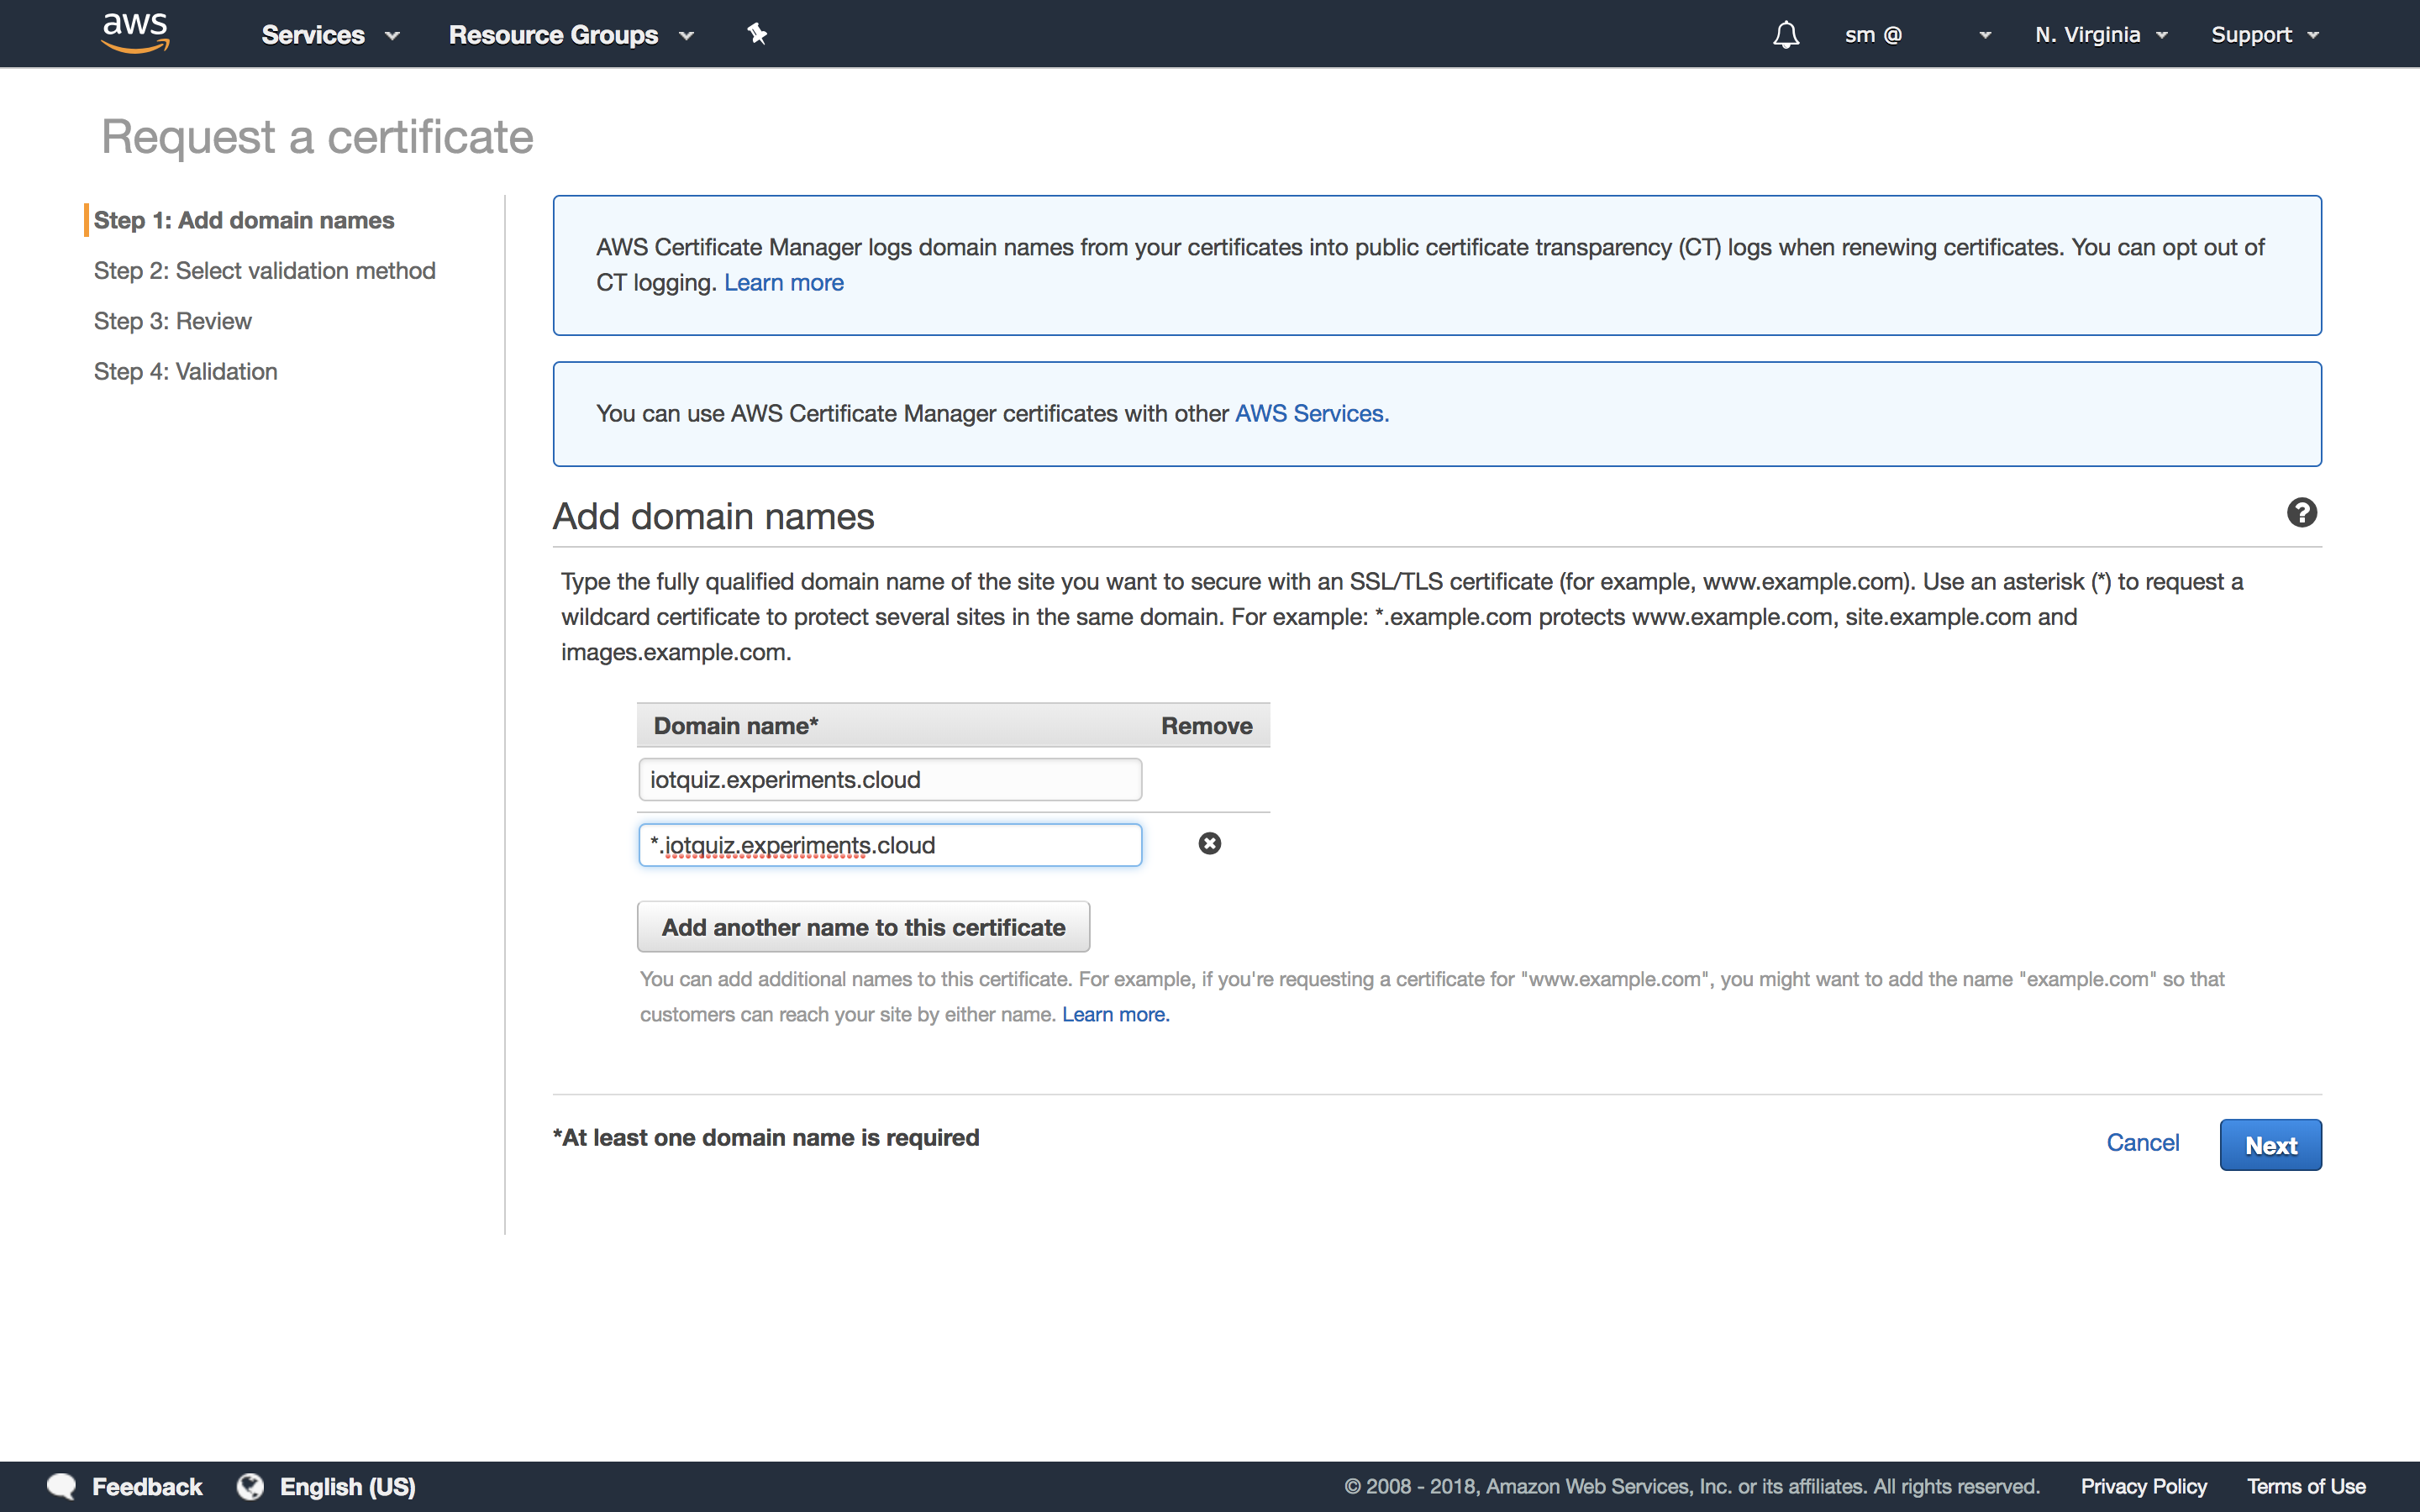 aws
Services
Resource Groups
sm @
N. Virginia
Support
Request a certificate
Step 1: Add domain names
Step 2: Select validation method
Step 3: Review
Step 4: Validation
AWS Certificate Manager logs domain names from your certificates into public certificate transparency (CT) logs when renewing certificates. You can opt out of
CT logging. Learn more
You can use AWS Certificate Manager certificates with other AWS Services.
Add domain names
Type the fully qualified domain name of the site you want to secure with an SSL/TLS certificate (for example, www.example.com). Use an asterisk (*) to request a
wildcard certificate to protect several sites in the same domain. For example: *.example.com protects www.example.com, site.example.com and
images.example.com.
Domain name* Remove
iotquiz.experiments.cloud
*.iotquiz.experiments.cloud
Add another name to this certificate
You can add additional names to this certificate. For example, if you're requesting a certificate for "www.example.com", you might want to add the name "example.com" so that
customers can reach your site by either name. Learn more.
*At least one domain name is required
Cancel
Next
Feedback
English (US)
© 2008 - 2018, Amazon Web Services, Inc. or its affiliates. All rights reserved.
Privacy Policy
Terms of Use